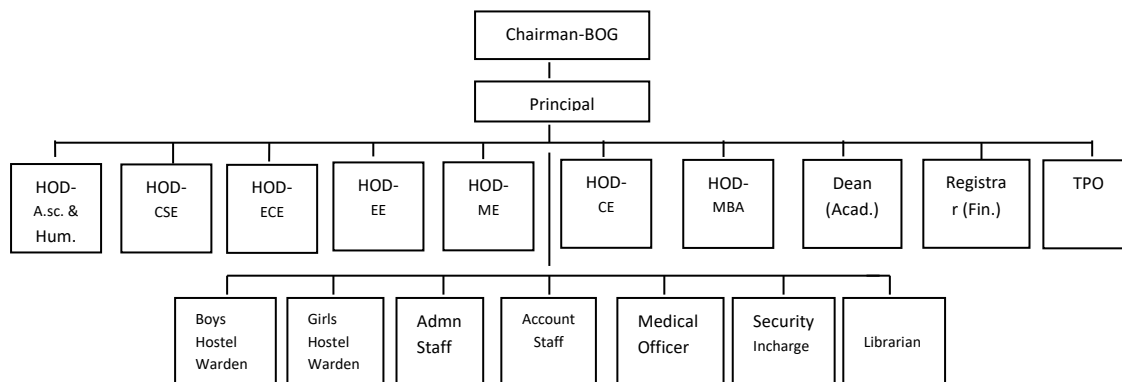 Chairman-BOG
Principal
HOD-
A.sc. &
Hum.
HOD-
CSE
HOD-
ECE
HOD-
EE
HOD-
ME
HOD-
CE
HOD-
MBA
Dean
(Acad.)
Registra
r (Fin.)
TPO
Boys
Hostel
Warden
Girls
Hostel
Warden
Admn
Staff
Account
Staff
Medical
Officer
Security
Incharge
Librarian